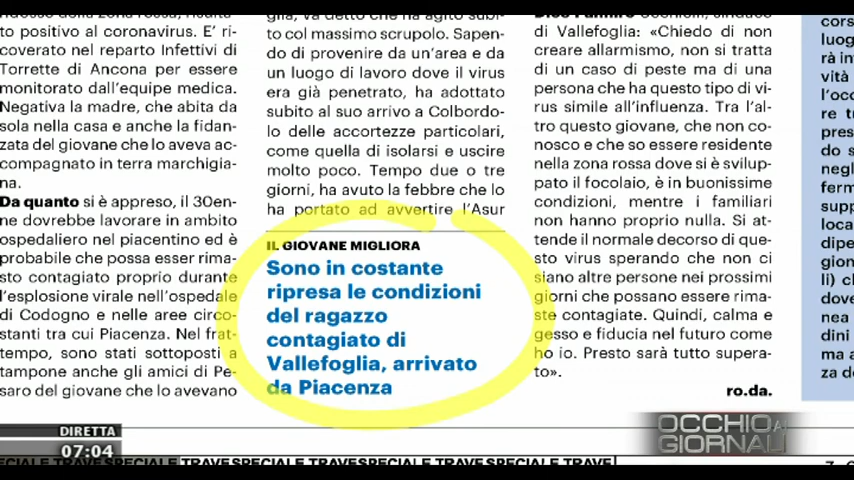 to positivo al coronavirus. E' ri-
coverato nel reparto Infettivi di
Torrette di Ancona per essere
monitorato dall'equipe medica.
Negativa la madre, che abita da
sola nella casa e anche la fidan-
zata del giovane che lo aveva ac-
compagnato in terra marchigia-
na.
Da quanto si è appreso, il 30en-
ne dovrebbe lavorare in ambito
ospedaliero nel piacentino ed è
probabile che possa esser rima-
sto contagiato proprio durante
l'esplosione virale nell'ospedale
di Codogno e nelle aree circo-
stanti tra cui Piacenza. Nel frat-
tempo, sono stati sottoposti a
tampone anche gli amici di Pe-
saro del giovane che lo avevano
glia, va detto che ha agito subi-
to col massimo scrupolo. Sapen-
do di provenire da un'area e da
un luogo di lavoro dove il virus
era già penetrato, ha adottato
subito al suo arrivo a Colbordo-
lo delle accortezze particolari,
come quella di isolarsi e uscire
molto poco. Tempo due o tre
giorni, ha avuto la febbre che lo
ha portato ad avvertire l'Asur
IL GIOVANE MIGLIORA
Sono in costante
ripresa le condizioni
del ragazzo
contagiato di
Vallefoglia, arrivato
da Piacenza
di Vallefoglia: «Chiedo di non
creare allarmismo, non si tratta
di un caso di peste ma di una
persona che ha questo tipo di vi-
rus simile all'influenza. Tra l'al-
tro questo giovane, che non co-
nosco e che so essere residente
nella zona rossa dove si è svilup-
pato il focolaio, è in buonissime
condizioni, mentre i familiari
non hanno proprio nulla. Si at-
tende il normale decorso di que-
sto virus sperando che non ci
siano altre persone nei prossimi
giorni che possano essere rima-
ste contagiate. Quindi, calma e
gesso e fiducia nel futuro come
ho io. Presto sarà tutto supera-
to».
ro.da.
DIRETTA
07:04
OCCHIO AI
GIORNALI
SPECIALE TRAVE SPECIALE TRAVE SPECIALE TRAVE SPECIALE TRAVE